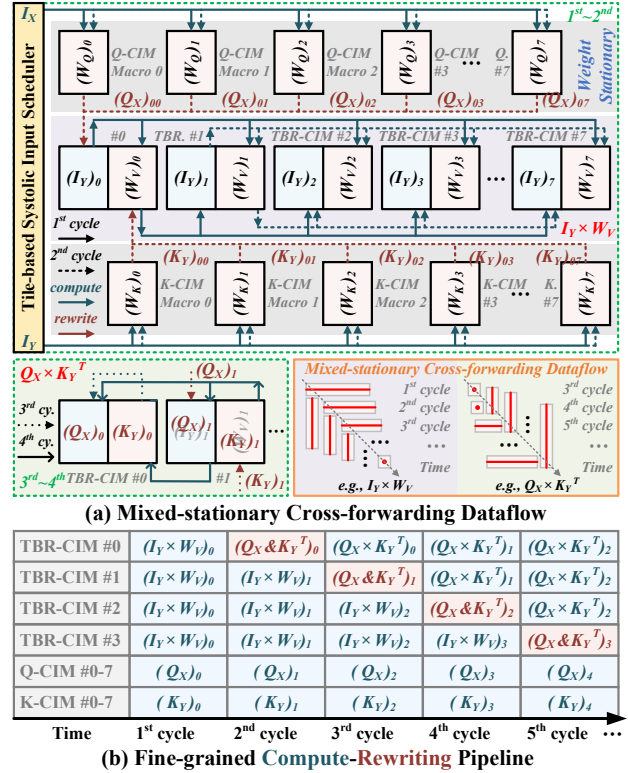 I_X
1st~2nd
Tile-based Systolic Input Scheduler
(W_Q)_0
Q-CIM Macro 0
(W_Q)_1
Q-CIM Macro 1
(W_Q)_2
Q-CIM Macro 2
(W_Q)_3
Q-CIM #3
...
Q. #7
(W_Q)_7
Weight Stationary
(Q_X)_00
(Q_X)_01
(Q_X)_02
(Q_X)_03
(Q_X)_07
#0
TBR. #1
TBR-CIM #2
TBR-CIM #3
TBR-CIM #7
(I_Y)_0
(W_V)_0
(I_Y)_1
(W_V)_1
(I_Y)_2
(W_V)_2
(I_Y)_3
(W_V)_3
...
(I_Y)_7
(W_V)_7
1st cycle
I_Y × W_V
2nd cycle
(K_Y)_00
(K_Y)_01
(K_Y)_02
(K_Y)_03
(K_Y)_07
compute
rewrite
(W_K)_0
K-CIM Macro 0
(W_K)_1
K-CIM Macro 1
(W_K)_2
K-CIM Macro 2
(W_K)_3
K-CIM #3
...
K. #7
(W_K)_7
I_Y
Q_X × K_Y^T
(Q_X)_1
3rd cy.
4th cy.
(Q_X)_0
(K_Y)_0
(Q_X)_1
(I_Y)_1
(W_V)_1
(K_Y)_1
...
3rd~4th
TBR-CIM #0
#1
(K_Y)_1
Mixed-stationary Cross-forwarding Dataflow
1st cycle
2nd cycle
3rd cycle
...
...
Time
e.g., I_Y × W_V
3rd cycle
4th cycle
5th cycle
...
...
Time
e.g., Q_X × K_Y^T
(a) Mixed-stationary Cross-forwarding Dataflow
TBR-CIM #0 (I_Y × W_V)_0 (Q_X & K_Y^T)_0 (Q_X × K_Y^T)_0 (Q_X × K_Y^T)_1 (Q_X × K_Y^T)_2
TBR-CIM #1 (I_Y × W_V)_0 (I_Y × W_V)_1 (Q_X & K_Y^T)_1 (Q_X × K_Y^T)_1 (Q_X × K_Y^T)_2
TBR-CIM #2 (I_Y × W_V)_0 (I_Y × W_V)_1 (I_Y × W_V)_2 (Q_X & K_Y^T)_2 (Q_X × K_Y^T)_2
TBR-CIM #3 (I_Y × W_V)_0 (I_Y × W_V)_1 (I_Y × W_V)_2 (I_Y × W_V)_3 (Q_X & K_Y^T)_3
Q-CIM #0-7 (Q_X)_0 (Q_X)_1 (Q_X)_2 (Q_X)_3 (Q_X)_4
K-CIM #0-7 (K_Y)_0 (K_Y)_1 (K_Y)_2 (K_Y)_3 (K_Y)_4
Time 1st cycle 2nd cycle 3rd cycle 4th cycle 5th cycle ...
(b) Fine-grained Compute-Rewriting Pipeline